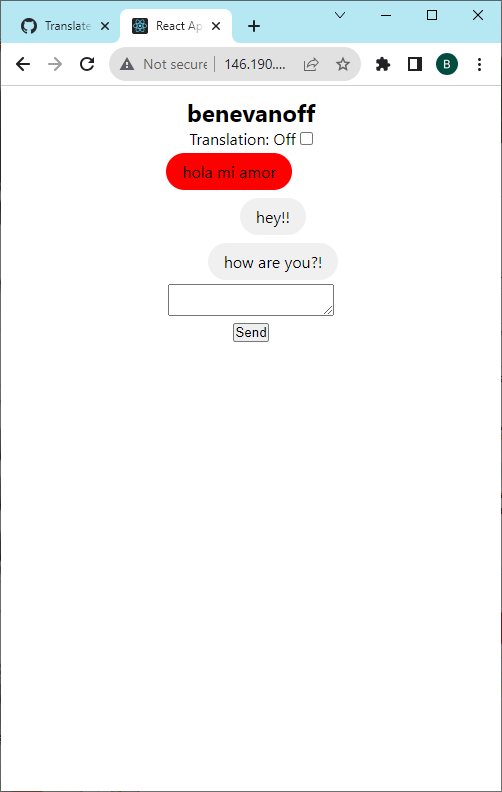 Translate
React Ap
Not secure
146.190....
B
benevanoff
Translation: Off
hola mi amor
hey!!
how are you?!
Send